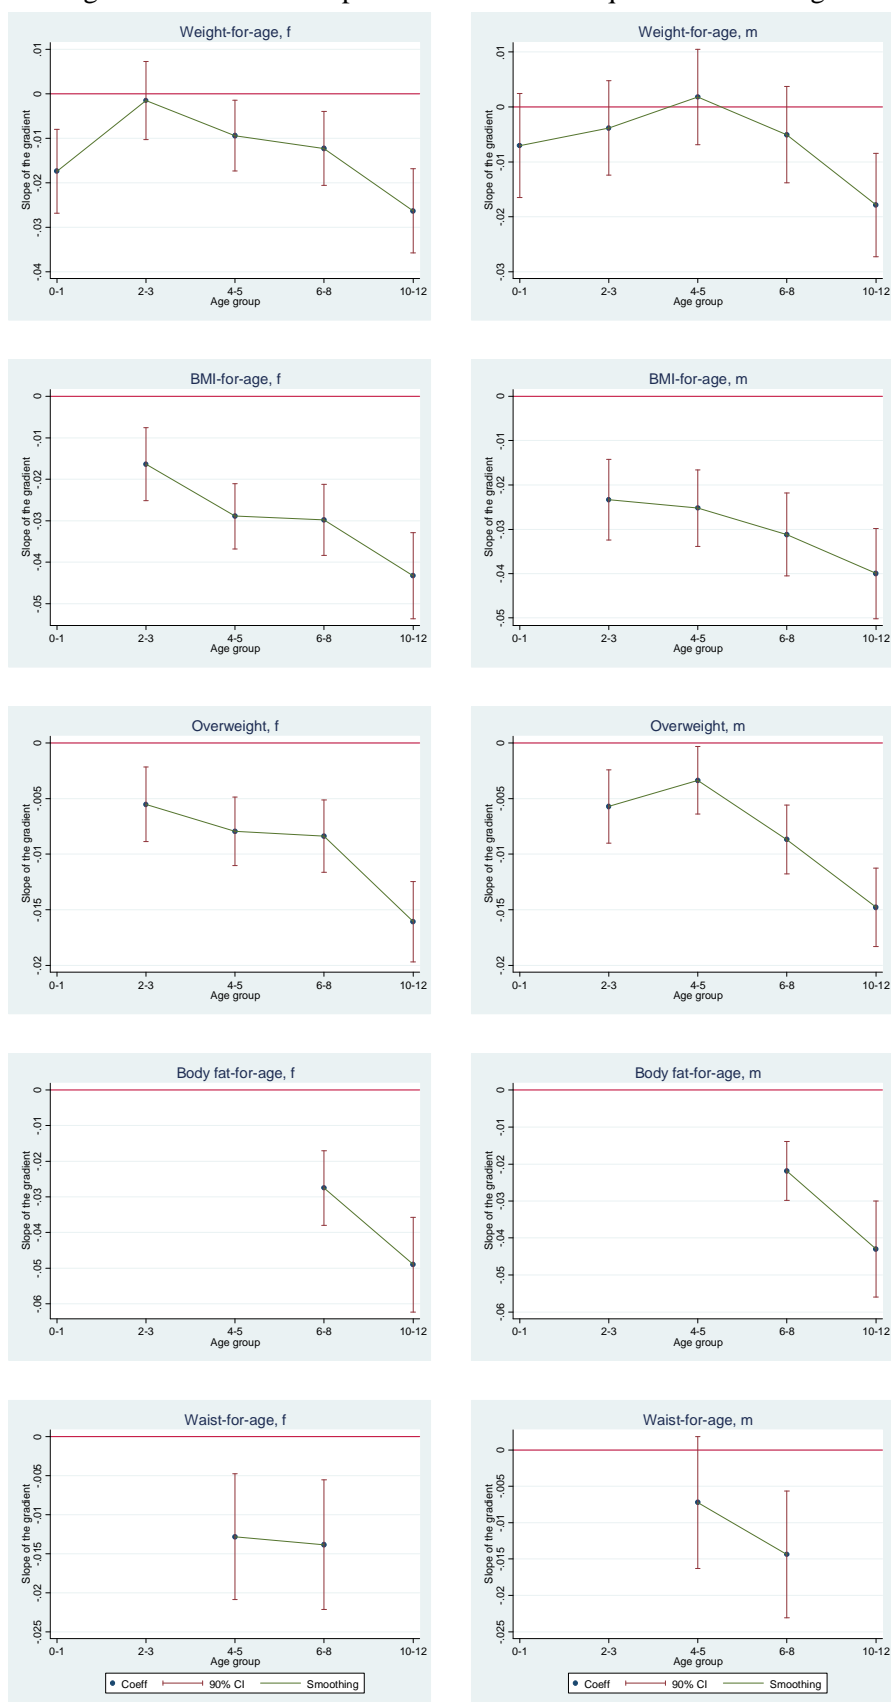 Weight-for-age, f
Slope of the gradient
.01
0
-.01
-.02
-.03
-.04
0-1 2-3 4-5 6-8 10-12
Age group
Weight-for-age, m
Slope of the gradient
.01
0
-.01
-.02
-.03
0-1 2-3 4-5 6-8 10-12
Age group
BMI-for-age, f
Slope of the gradient
0
-.01
-.02
-.03
-.04
-.05
0-1 2-3 4-5 6-8 10-12
Age group
BMI-for-age, m
Slope of the gradient
0
-.01
-.02
-.03
-.04
-.05
0-1 2-3 4-5 6-8 10-12
Age group
Overweight, f
Slope of the gradient
0
-.005
-.01
-.015
-.02
0-1 2-3 4-5 6-8 10-12
Age group
Overweight, m
Slope of the gradient
0
-.005
-.01
-.015
-.02
0-1 2-3 4-5 6-8 10-12
Age group
Body fat-for-age, f
Slope of the gradient
0
-.01
-.02
-.03
-.04
-.05
-.06
0-1 2-3 4-5 6-8 10-12
Age group
Body fat-for-age, m
Slope of the gradient
0
-.01
-.02
-.03
-.04
-.05
-.06
0-1 2-3 4-5 6-8 10-12
Age group
Waist-for-age, f
Slope of the gradient
0
-.005
-.01
-.015
-.02
-.025
0-1 2-3 4-5 6-8 10-12
Age group
Coeff 90% CI Smoothing
Waist-for-age, m
Slope of the gradient
0
-.005
-.01
-.015
-.02
-.025
0-1 2-3 4-5 6-8 10-12
Age group
Coeff 90% CI Smoothing